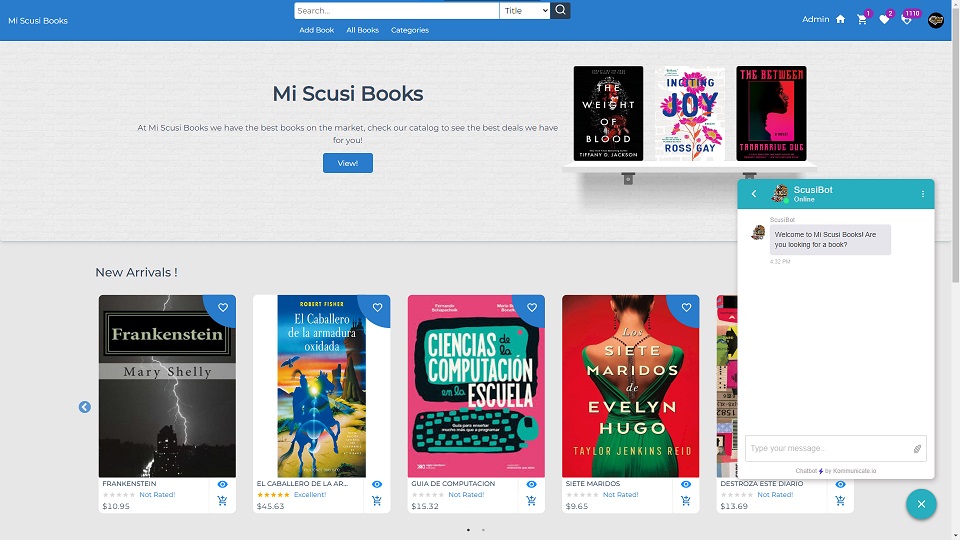 Mi Scusi Books
Search...
Title
Admin
1
2
1110
Add Book
All Books
Categories
Mi Scusi Books
At Mi Scusi Books we have the best books on the market, check our catalog to see the best deals we have
for you!
View!
THE
WEIGHT
OF
BLOOD
TIFFANY D. JACKSON
INCITING
JOY
ROSS GAY
THE BETWEEN
TANANARIVE DUE
ScusiBot
Online
ScusiBot
Welcome to Mi Scusi Books! Are
you looking for a book?
4:32 PM
Type your message...
Chatbot by Kommunicate.io
New Arrivals !
Frankenstein
Mary Shelly
FRANKENSTEIN
Not Rated!
$10.95
ROBERT FISHER
El Caballero
de la armadura
oxidada
EL CABALLERO DE LA AR...
Excellent!
$45.63
Fernando
Schapachnik
CIENCIAS de
la
COMPUTACIÓN
en la
ESCUELA
Guía para enseñar
mucho más que a programar
GUIA DE COMPUTACION
Not Rated!
$15.32
Los
SIETE
MARIDOS
de
EVELYN
HUGO
TAYLOR JENKINS REID
SIETE MARIDOS
Not Rated!
$9.65
DESTROZA ESTE DIARIO
Not Rated!
$13.69